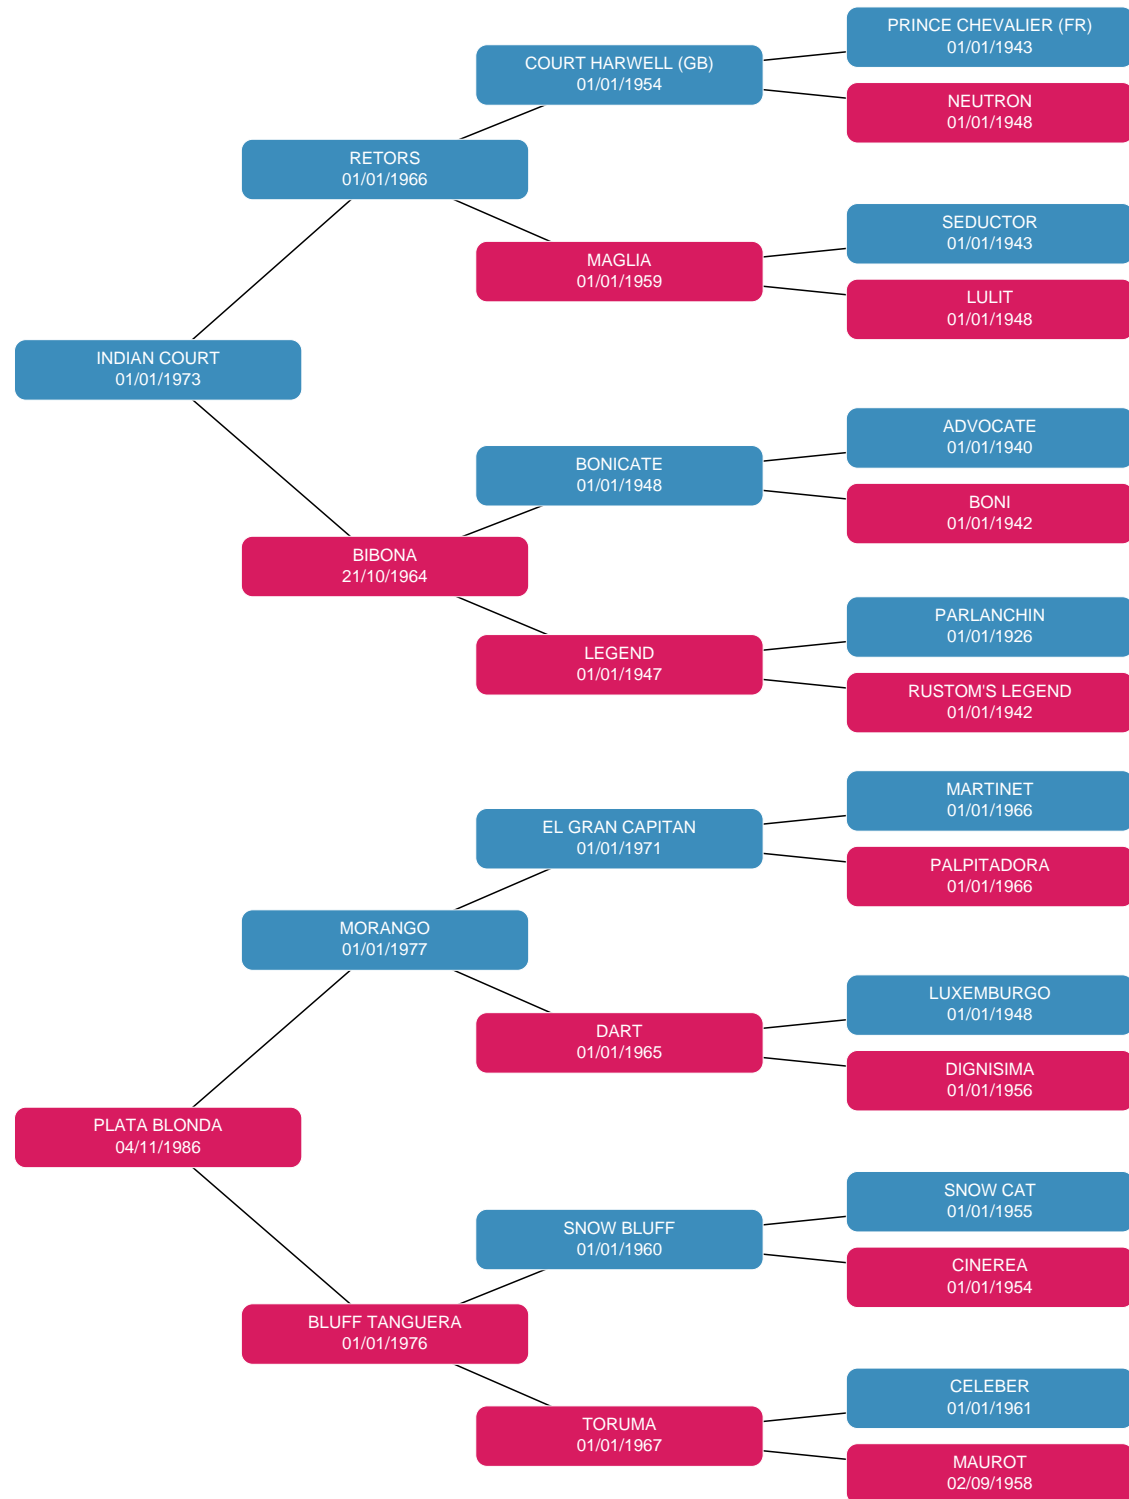 PRINCE CHEVALIER (FR)
01/01/1943
COURT HARWELL (GB)
01/01/1954
NEUTRON
01/01/1948
RETORS
01/01/1966
SEDUCTOR
01/01/1943
MAGLIA
01/01/1959
LULIT
01/01/1948
INDIAN COURT
01/01/1973
ADVOCATE
01/01/1940
BONICATE
01/01/1948
BONI
01/01/1942
BIBONA
21/10/1964
PARLANCHIN
01/01/1926
LEGEND
01/01/1947
RUSTOM'S LEGEND
01/01/1942
MARTINET
01/01/1966
EL GRAN CAPITAN
01/01/1971
PALPITADORA
01/01/1966
MORANGO
01/01/1977
LUXEMBURGO
01/01/1948
DART
01/01/1965
DIGNISIMA
01/01/1956
PLATA BLONDA
04/11/1986
SNOW CAT
01/01/1955
SNOW BLUFF
01/01/1960
CINEREA
01/01/1954
BLUFF TANGUERA
01/01/1976
CELEBER
01/01/1961
TORUMA
01/01/1967
MAUROT
02/09/1958